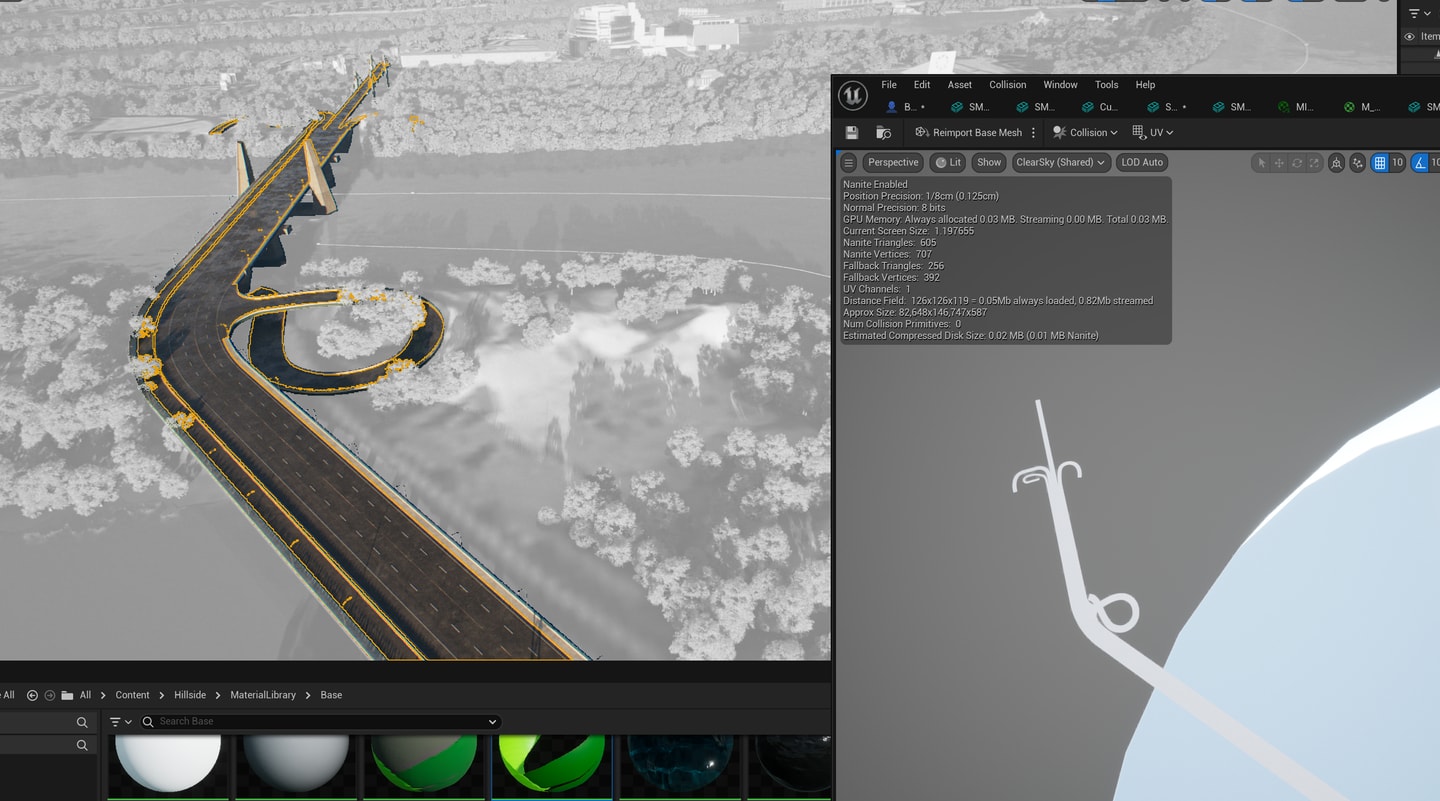 Item
File Edit Asset Collision Window Tools Help
B... • SM... SM... Cu... S... • SM... MI... M_... SM
Reimport Base Mesh Collision UV
Perspective Lit Show ClearSky (Shared) LOD Auto 10 10
Nanite Enabled
Position Precision: 1/8cm (0.125cm)
Normal Precision: 8 bits
GPU Memory: Always allocated 0.03 MB. Streaming 0.00 MB. Total 0.03 MB.
Current Screen Size: 1.197655
Nanite Triangles: 605
Nanite Vertices: 707
Fallback Triangles: 256
Fallback Vertices: 392
UV Channels: 1
Distance Field: 126x126x119 = 0.05Mb always loaded, 0.82Mb streamed
Approx Size: 82,648x146,747x587
Num Collision Primitives: 0
Estimated Compressed Disk Size: 0.02 MB (0.01 MB Nanite)
All All > Content > Hillside > MaterialLibrary > Base
Search Base